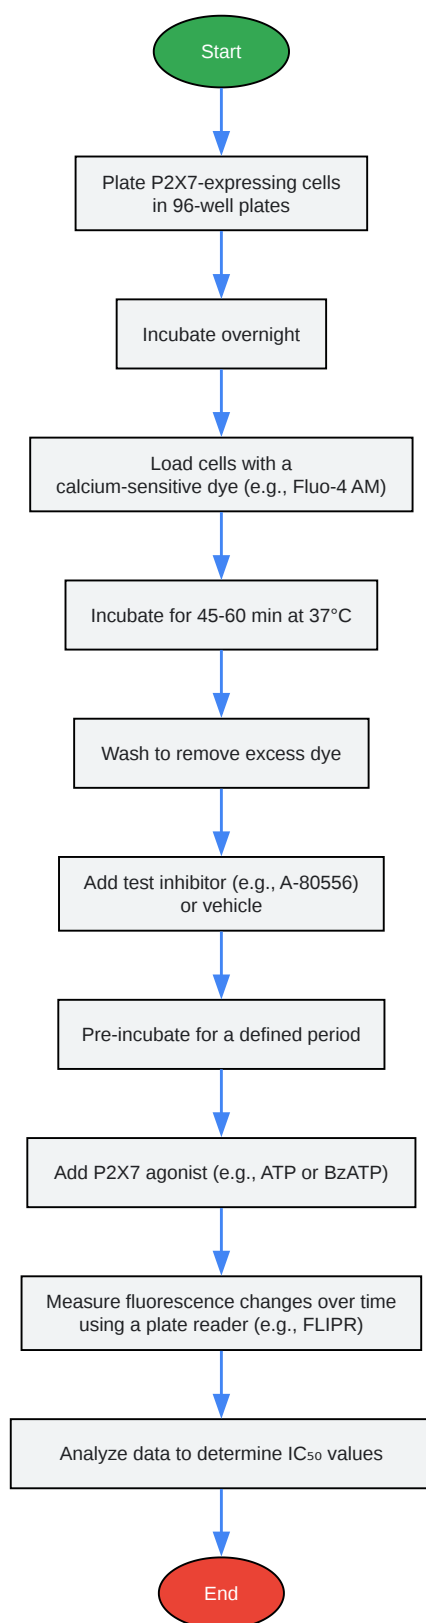 Start
Plate P2X7-expressing cells
in 96-well plates
Incubate overnight
Load cells with a
calcium-sensitive dye (e.g., Fluo-4 AM)
Incubate for 45-60 min at 37°C
Wash to remove excess dye
Add test inhibitor (e.g., A-80556)
or vehicle
Pre-incubate for a defined period
Add P2X7 agonist (e.g., ATP or BzATP)
Measure fluorescence changes over time
using a plate reader (e.g., FLIPR)
Analyze data to determine IC₅₀ values
End